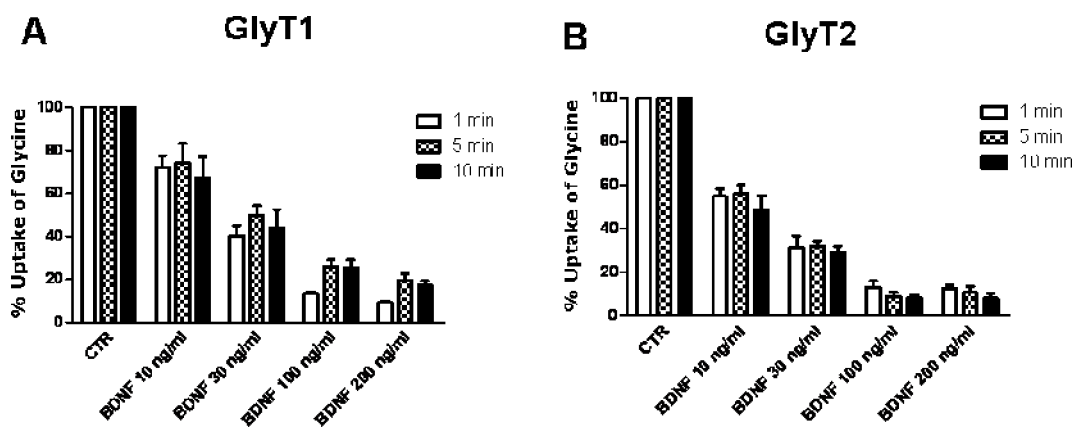 A
GlyT1
% Uptake of Glycine
100
80
60
40
20
0
1 min
5 min
10 min
CTR
BDNF 10 ng/ml
BDNF 30 ng/ml
BDNF 100 ng/ml
BDNF 200 ng/ml
B
GlyT2
% Uptake of Glycine
100
80
60
40
20
0
1 min
5 min
10 min
CTR
BDNF 10 ng/ml
BDNF 30 ng/ml
BDNF 100 ng/ml
BDNF 200 ng/ml